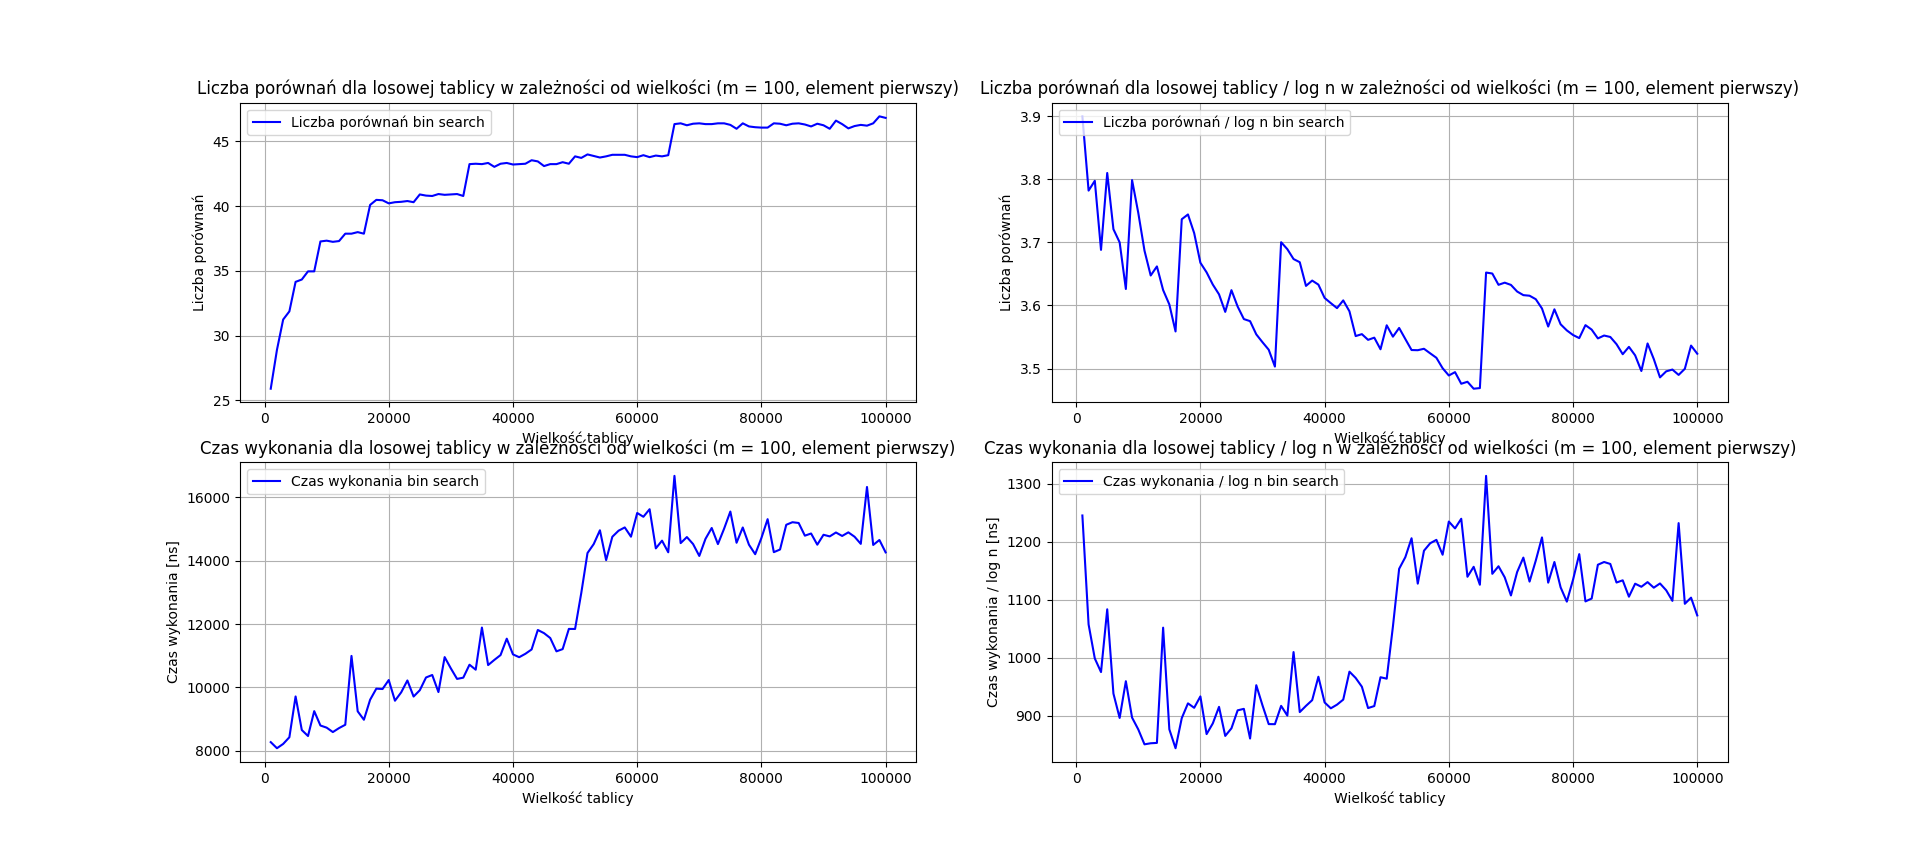 Liczba porównań dla losowej tablicy w zależności od wielkości (m = 100, element pierwszy)
Liczba porównań bin search
Liczba porównań
45
40
35
30
25
0 20000 40000 60000 80000 100000
Wielkość tablicy
Liczba porównań dla losowej tablicy / log n w zależności od wielkości (m = 100, element pierwszy)
Liczba porównań / log n bin search
Liczba porównań
3.9
3.8
3.7
3.6
3.5
0 20000 40000 60000 80000 100000
Wielkość tablicy
Czas wykonania dla losowej tablicy w zależności od wielkości (m = 100, element pierwszy)
Czas wykonania bin search
Czas wykonania [ns]
16000
14000
12000
10000
8000
0 20000 40000 60000 80000 100000
Wielkość tablicy
Czas wykonania dla losowej tablicy / log n w zależności od wielkości (m = 100, element pierwszy)
Czas wykonania / log n bin search
Czas wykonania / log n [ns]
1300
1200
1100
1000
900
0 20000 40000 60000 80000 100000
Wielkość tablicy